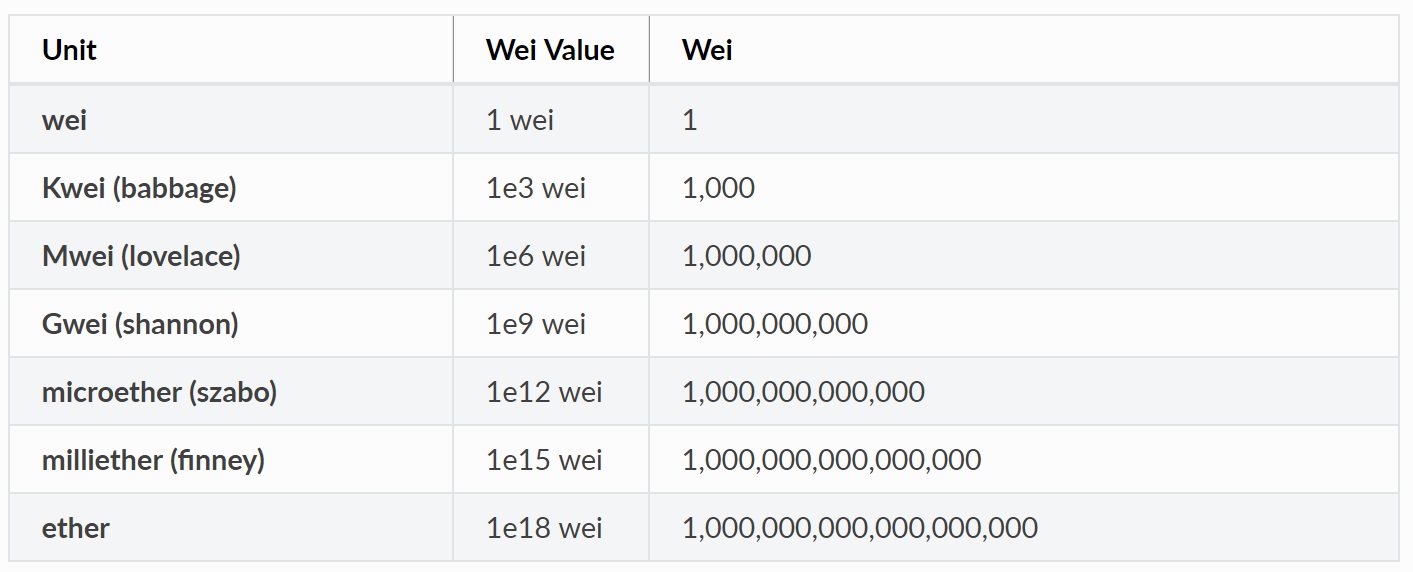 Unit Wei Value Wei
wei 1 wei 1
Kwei (babbage) 1e3 wei 1,000
Mwei (lovelace) 1e6 wei 1,000,000
Gwei (shannon) 1e9 wei 1,000,000,000
microether (szabo) 1e12 wei 1,000,000,000,000
milliether (finney) 1e15 wei 1,000,000,000,000,000
ether 1e18 wei 1,000,000,000,000,000,000